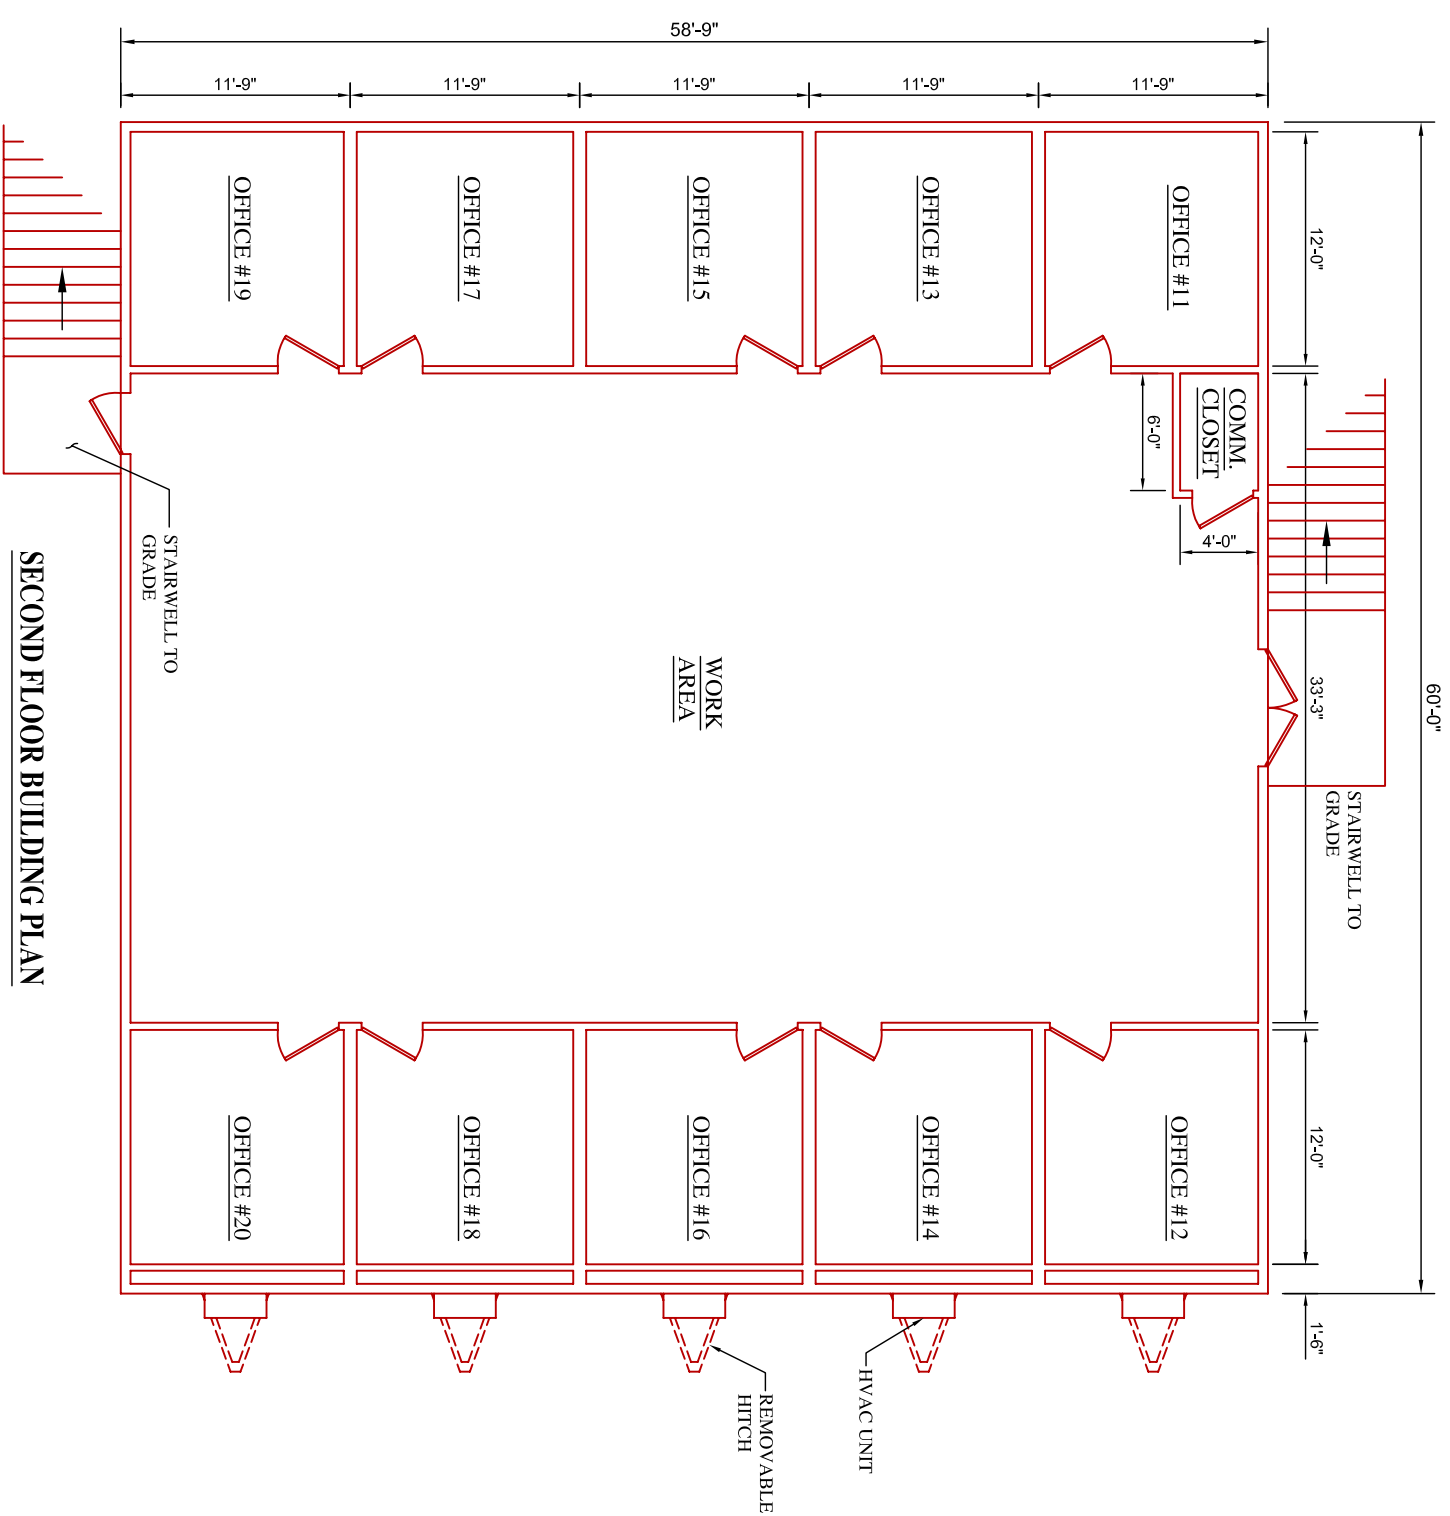 60'-0"
12'-0"
33'-3"
12'-0"
1'-6"
STAIRWELL TO
GRADE
58'-9"
11'-9"
11'-9"
11'-9"
11'-9"
11'-9"
OFFICE #11
OFFICE #13
OFFICE #15
OFFICE #17
OFFICE #19
COMM.
CLOSET
6'-0"
4'-0"
WORK
AREA
OFFICE #12
OFFICE #14
OFFICE #16
OFFICE #18
OFFICE #20
HVAC UNIT
REMOVABLE
HITCH
STAIRWELL TO
GRADE
SECOND FLOOR BUILDING PLAN